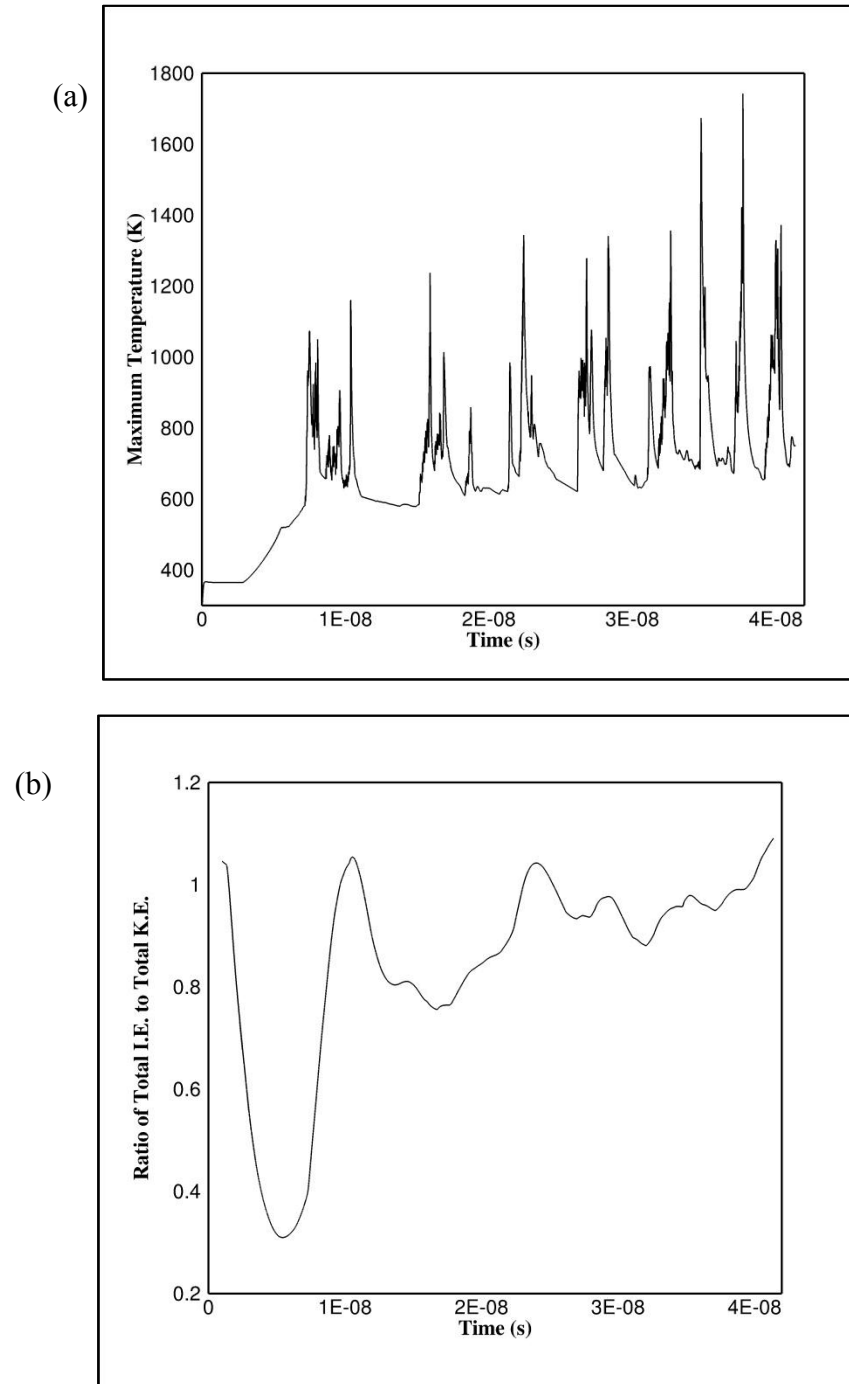 (a)
Maximum Temperature (K)
1800
1600
1400
1200
1000
800
600
400
0 1E-08 2E-08 3E-08 4E-08
Time (s)
(b)
Ratio of Total I.E. to Total K.E.
1.2
1
0.8
0.6
0.4
0.2
0 1E-08 2E-08 3E-08 4E-08
Time (s)